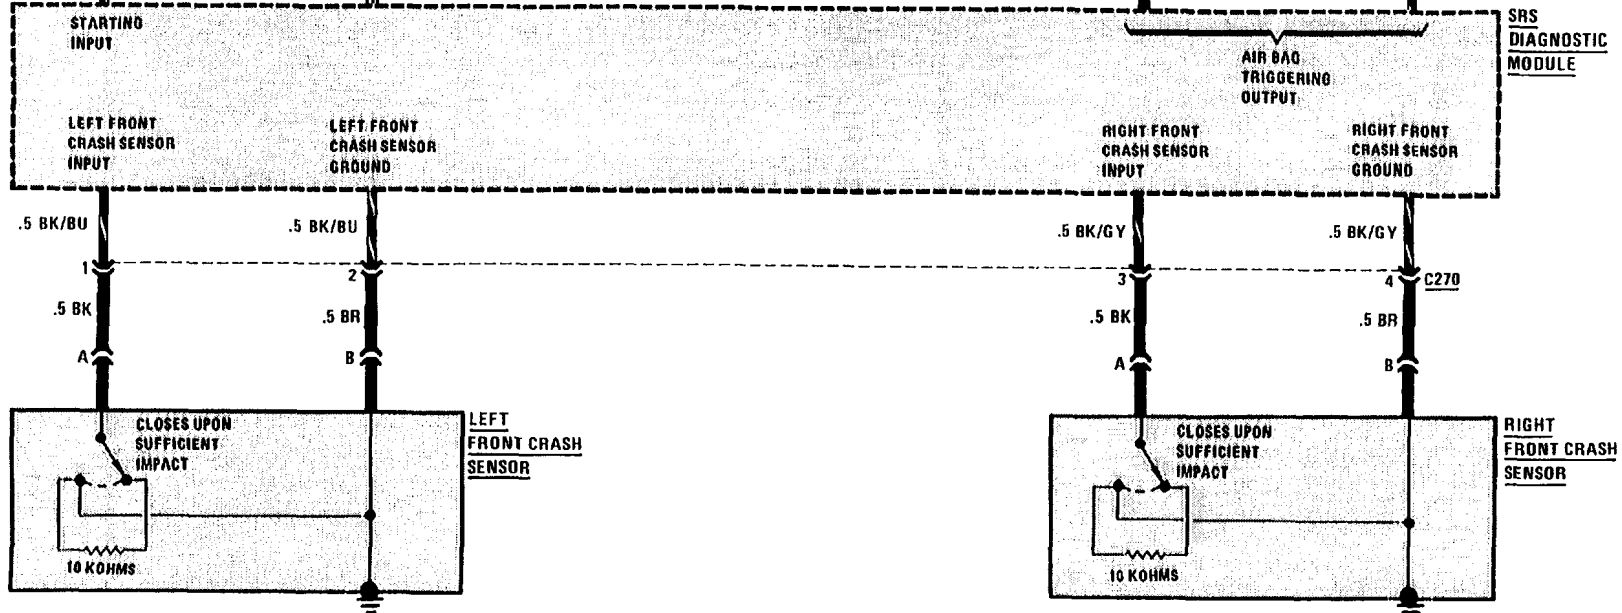 STARTING
INPUT
SRS
DIAGNOSTIC
MODULE
AIR BAG
TRIGGERING
OUTPUT
LEFT FRONT
CRASH SENSOR
INPUT
LEFT FRONT
CRASH SENSOR
GROUND
RIGHT FRONT
CRASH SENSOR
INPUT
RIGHT FRONT
CRASH SENSOR
GROUND
.5 BK/BU
.5 BK/BU
.5 BK/GY
.5 BK/GY
1
2
3
4
C270
.5 BK
.5 BR
.5 BK
.5 BR
A
B
A
B
CLOSES UPON
SUFFICIENT
IMPACT
LEFT
FRONT CRASH
SENSOR
10 KOHMS
CLOSES UPON
SUFFICIENT
IMPACT
RIGHT
FRONT CRASH
SENSOR
10 KOHMS